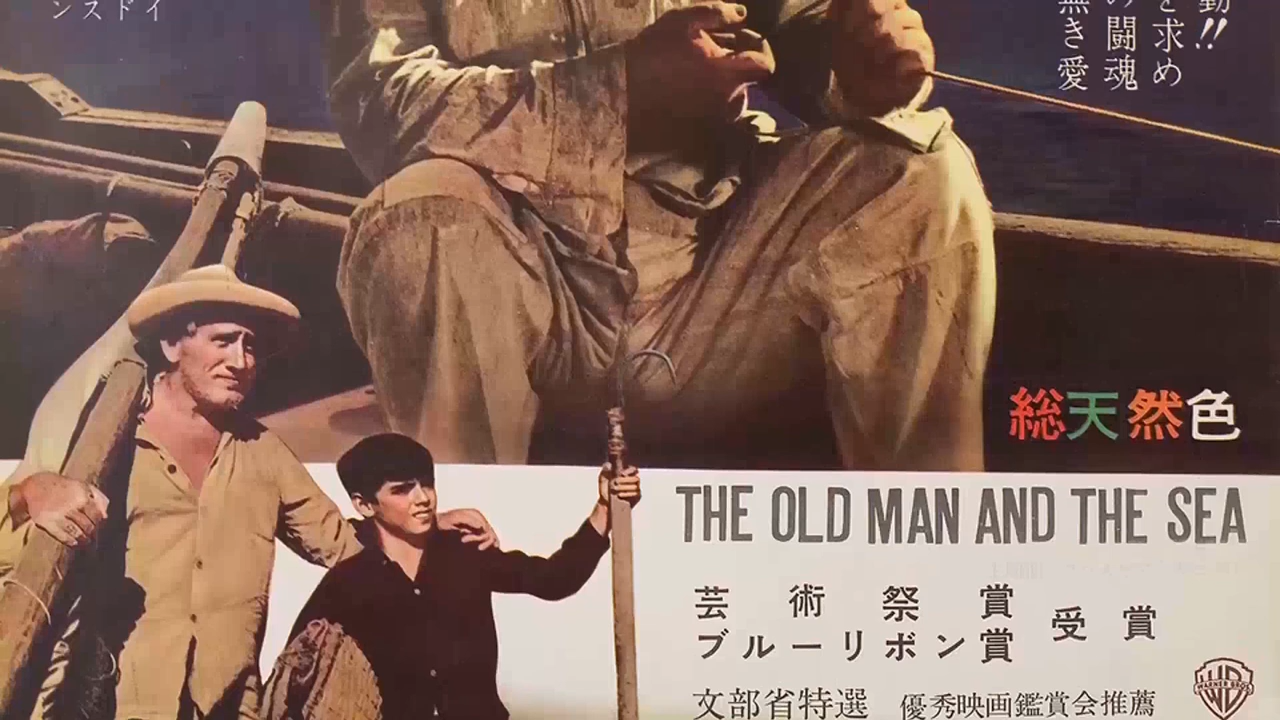 ンスドイ
動!!
を求め
の闘魂
無き愛
総天然色
THE OLD MAN AND THE SEA
芸術祭賞
ブルーリボン賞
受賞
文部省特選 優秀映画鑑賞会推薦
WARNER BROS